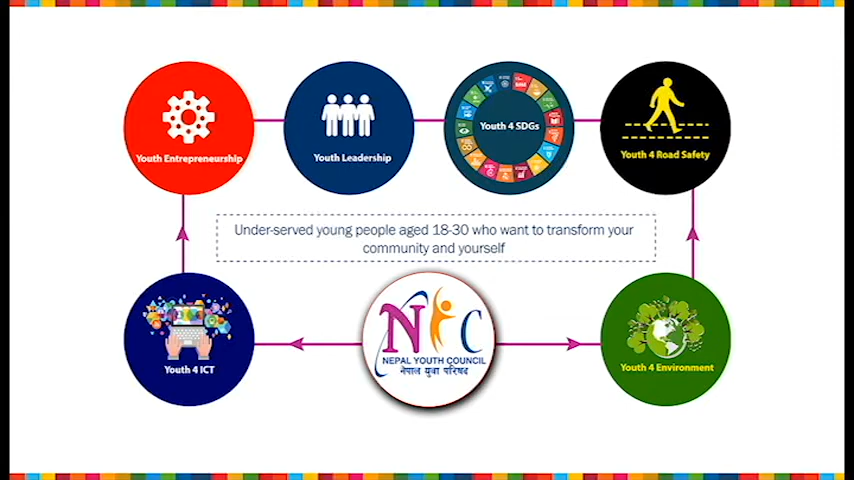 Youth Entrepreneurship
Youth Leadership
Youth 4 SDGs
Youth 4 Road Safety
Under-served young people aged 18-30 who want to transform your
community and yourself
Youth 4 ICT
NYC
NEPAL YOUTH COUNCIL
नेपाल युवा परिषद
Youth 4 Environment